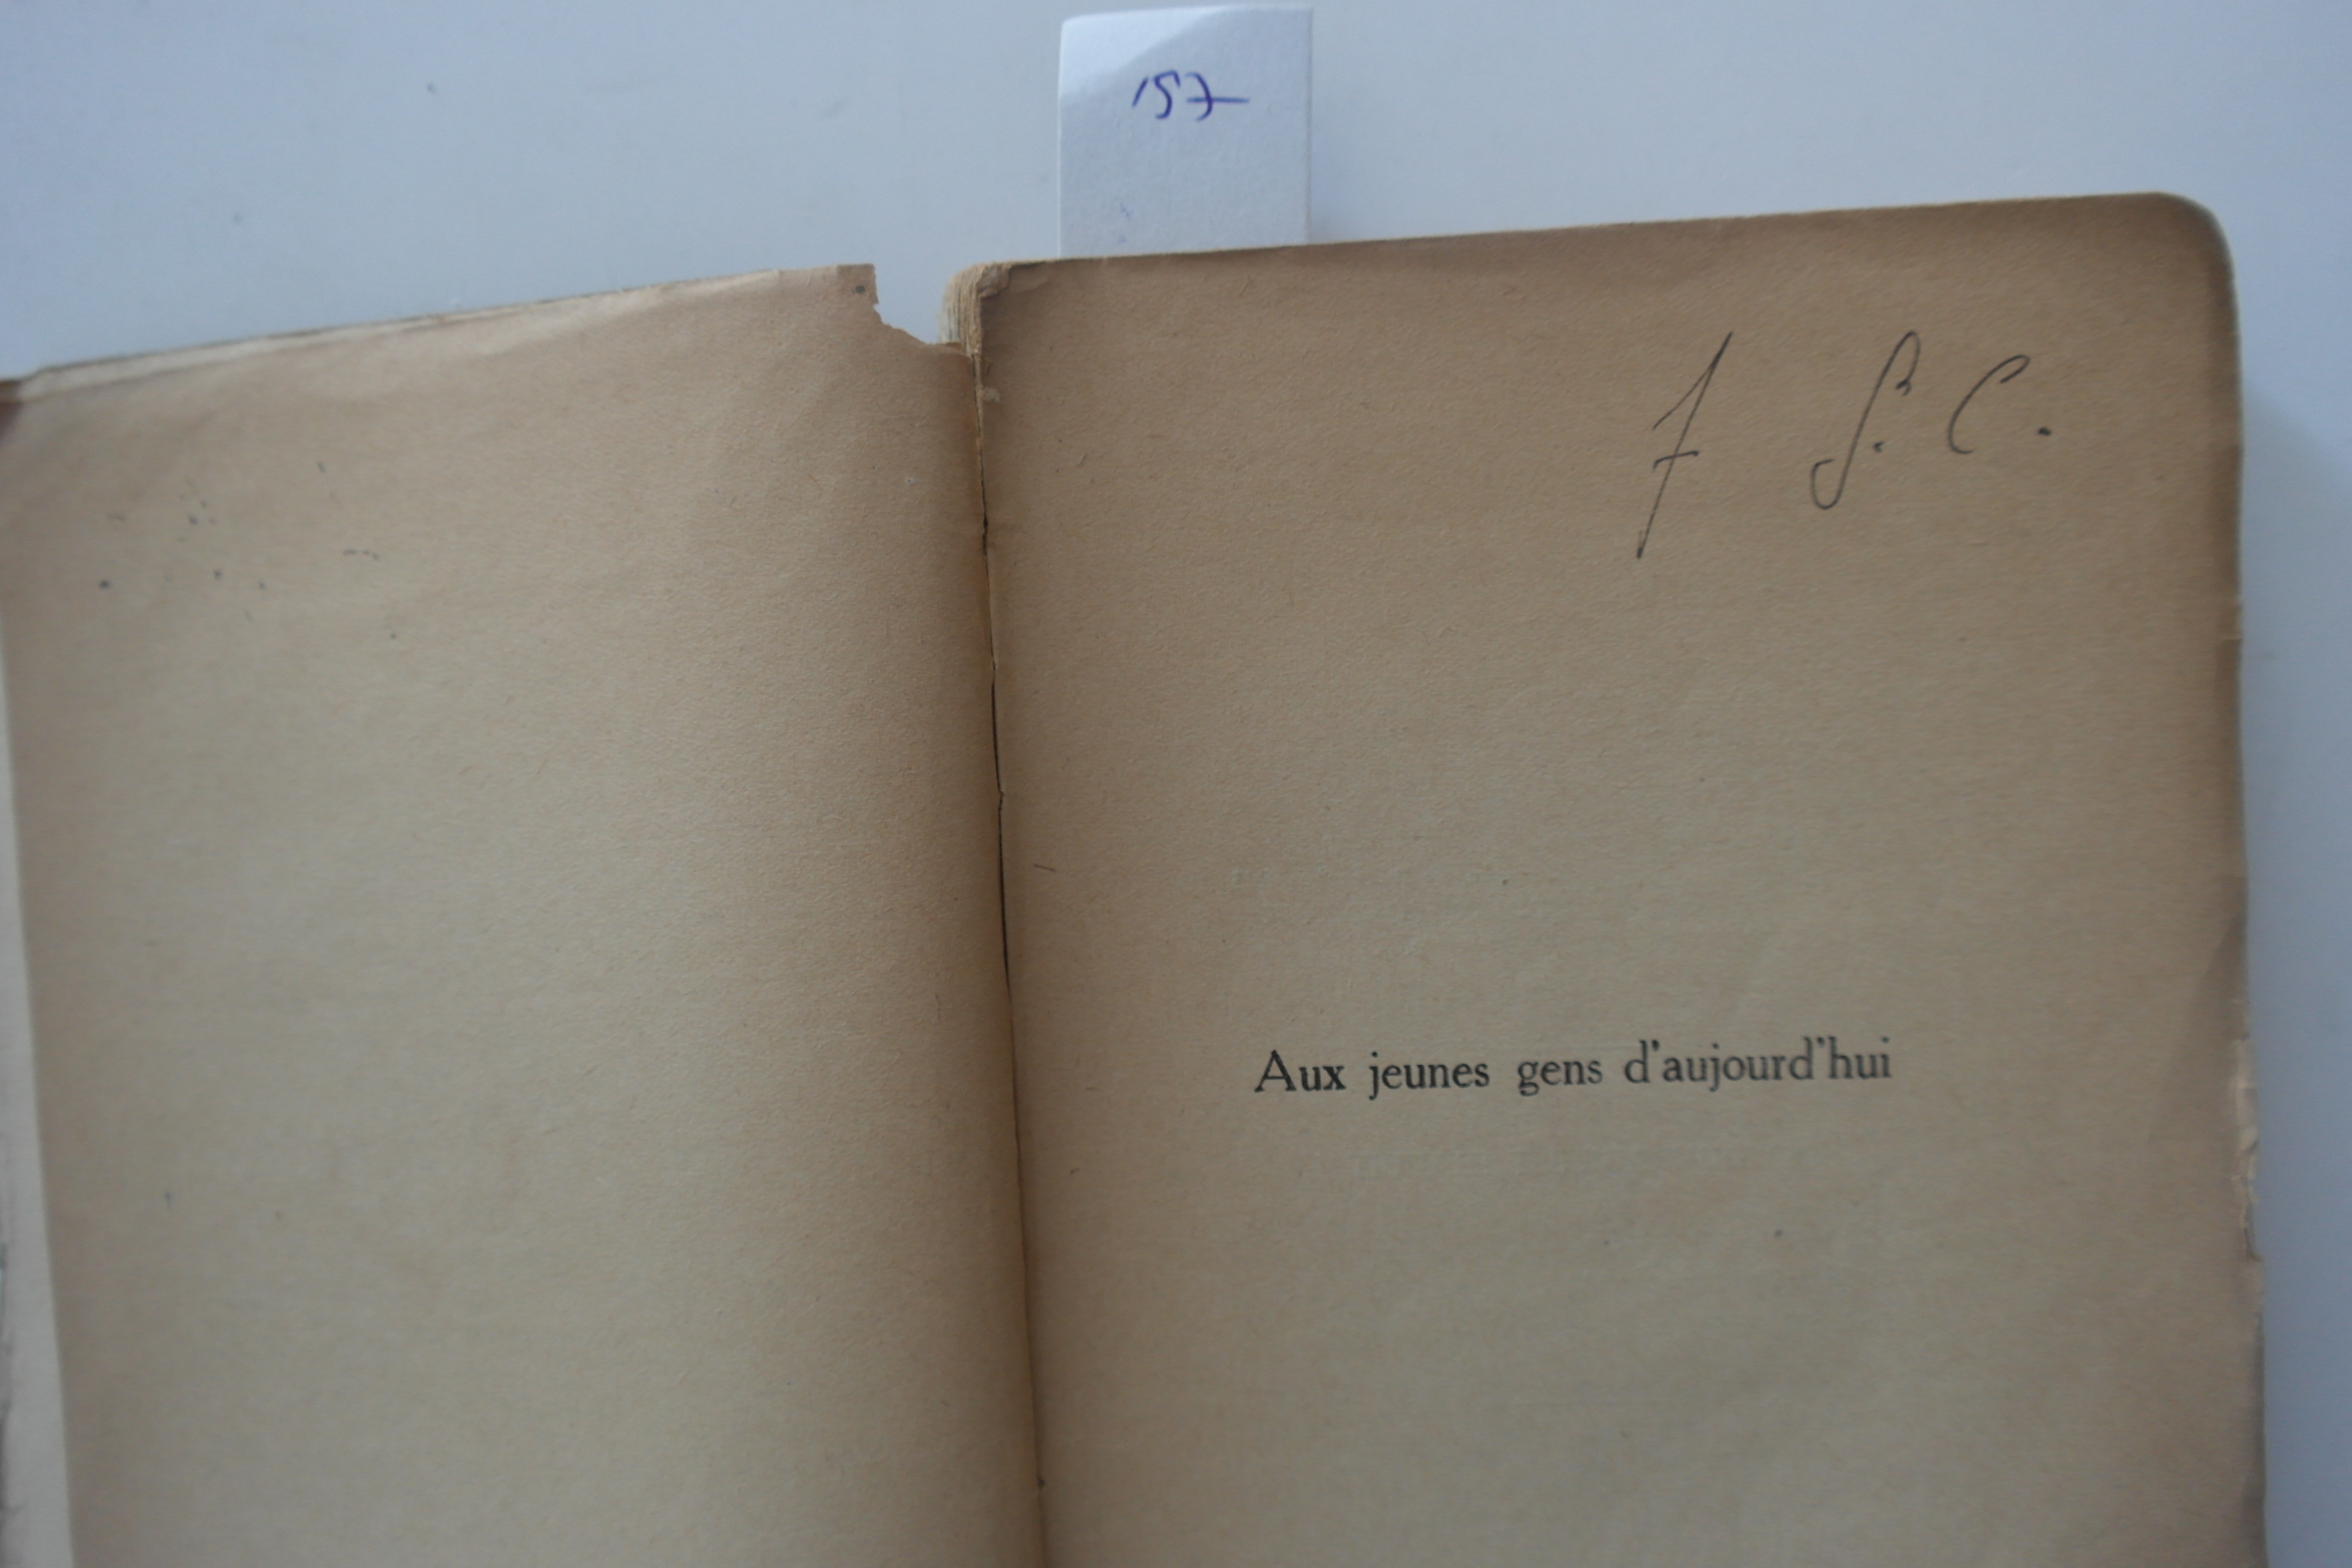 157
7 S. C.
Aux jeunes gens d'aujourd'hui